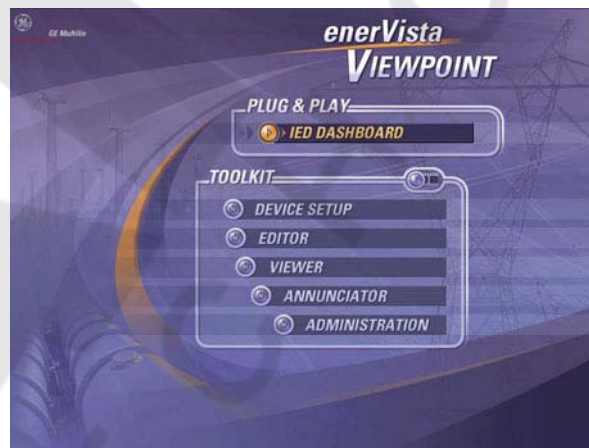 GE Multilin
enerVista
VIEWPOINT
PLUG & PLAY
IED DASHBOARD
TOOLKIT
DEVICE SETUP
EDITOR
VIEWER
ANNUNCIATOR
ADMINISTRATION